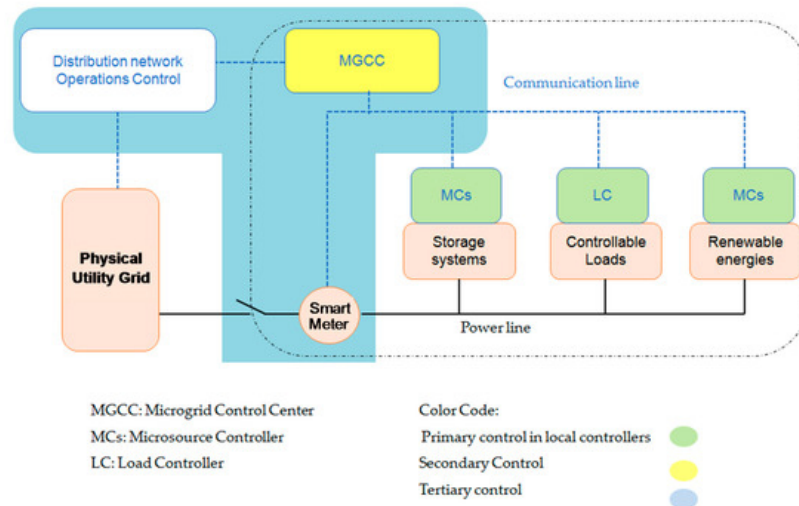 Distribution network
Operations Control
MGCC
Communication line
MCs
LC
MCs
Storage
systems
Controllable
Loads
Renewable
energies
Physical
Utility Grid
Smart
Meter
Power line
MGCC: Microgrid Control Center
MCs: Microsource Controller
LC: Load Controller
Color Code:
Primary control in local controllers
Secondary Control
Tertiary control